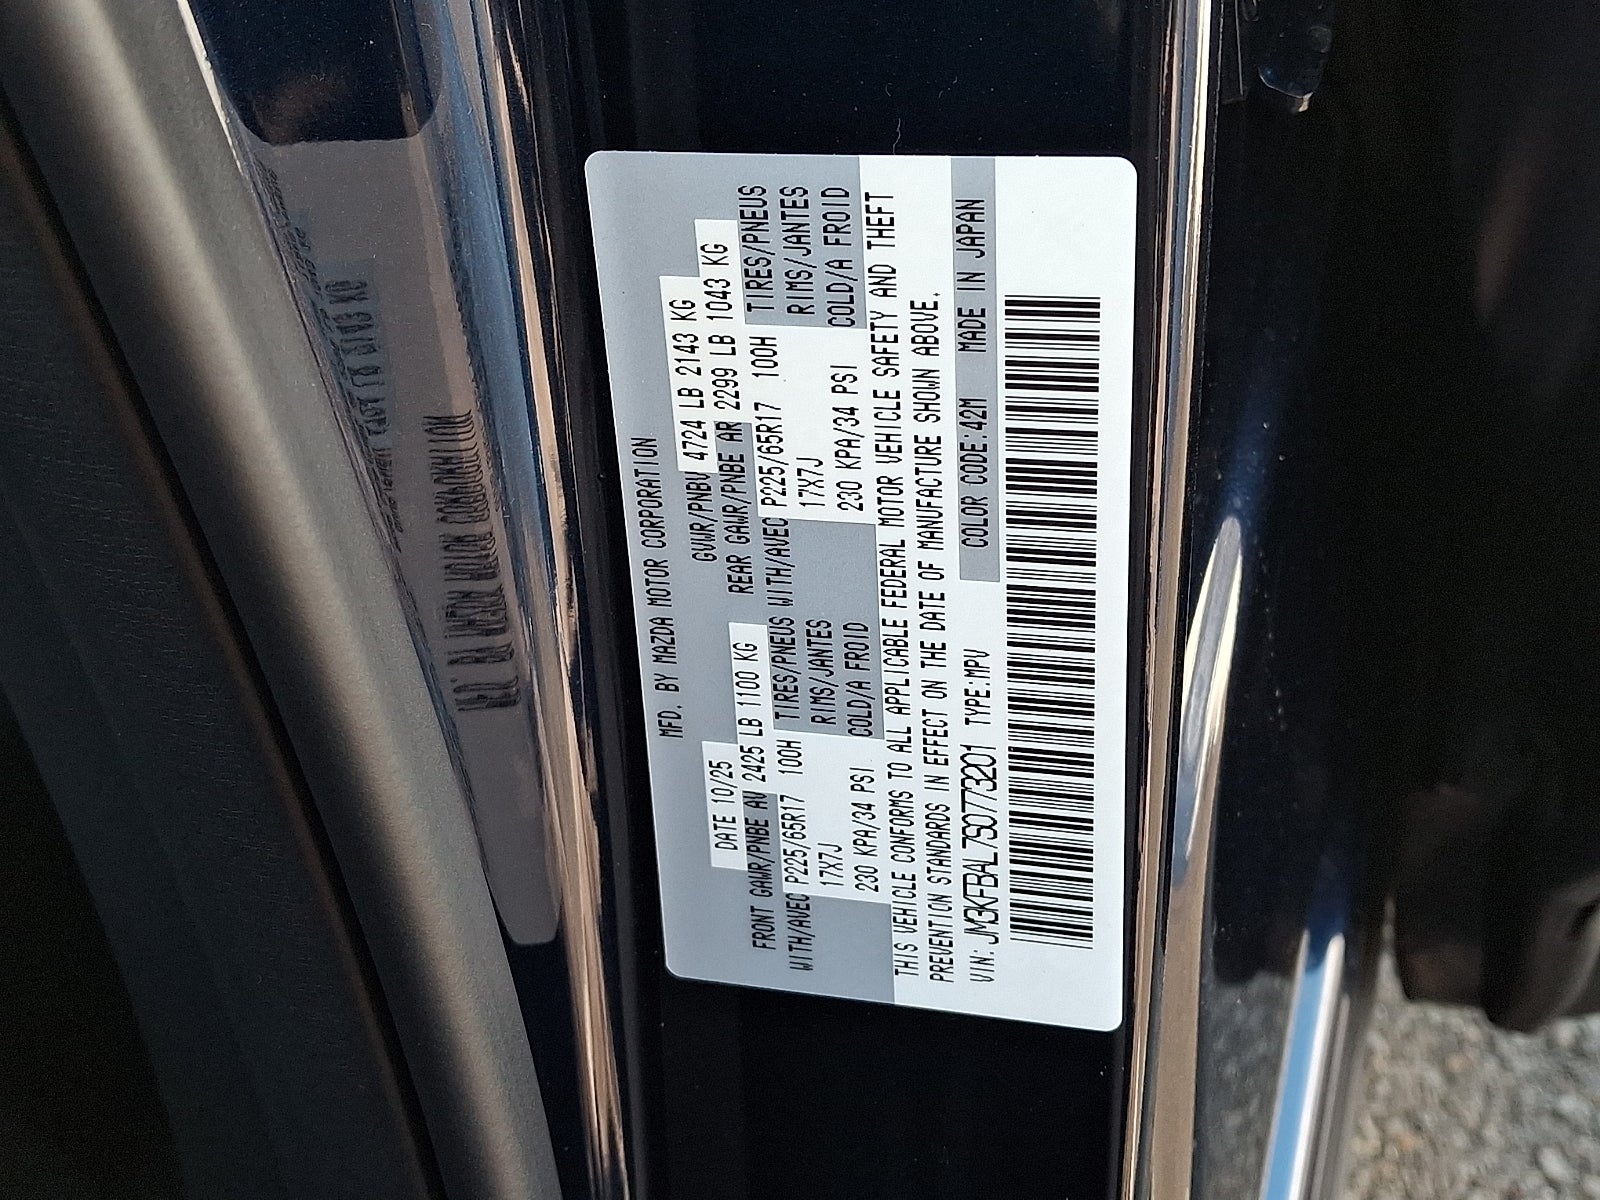 MFD. BY MAZDA MOTOR CORPORATION
DATE 10/25 GVWR/PNBV 4724 LB 2143 KG
FRONT GAWR/PNBE AV 2425 LB 1100 KG REAR GAWR/PNBE AR 2299 LB 1043 KG
WITH/AVEC P225/65R17 100H TIRES/PNEUS WITH/AVEC P225/65R17 100H TIRES/PNEUS
17X7J RIMS/JANTES 17X7J RIMS/JANTES
230 KPA/34 PSI COLD/A FROID 230 KPA/34 PSI COLD/A FROID
THIS VEHICLE CONFORMS TO ALL APPLICABLE FEDERAL MOTOR VEHICLE SAFETY AND THEFT
PREVENTION STANDARDS IN EFFECT ON THE DATE OF MANUFACTURE SHOWN ABOVE.
VIN:JM3KFBAL7S0773201 TYPE:MPV COLOR CODE:42M MADE IN JAPAN